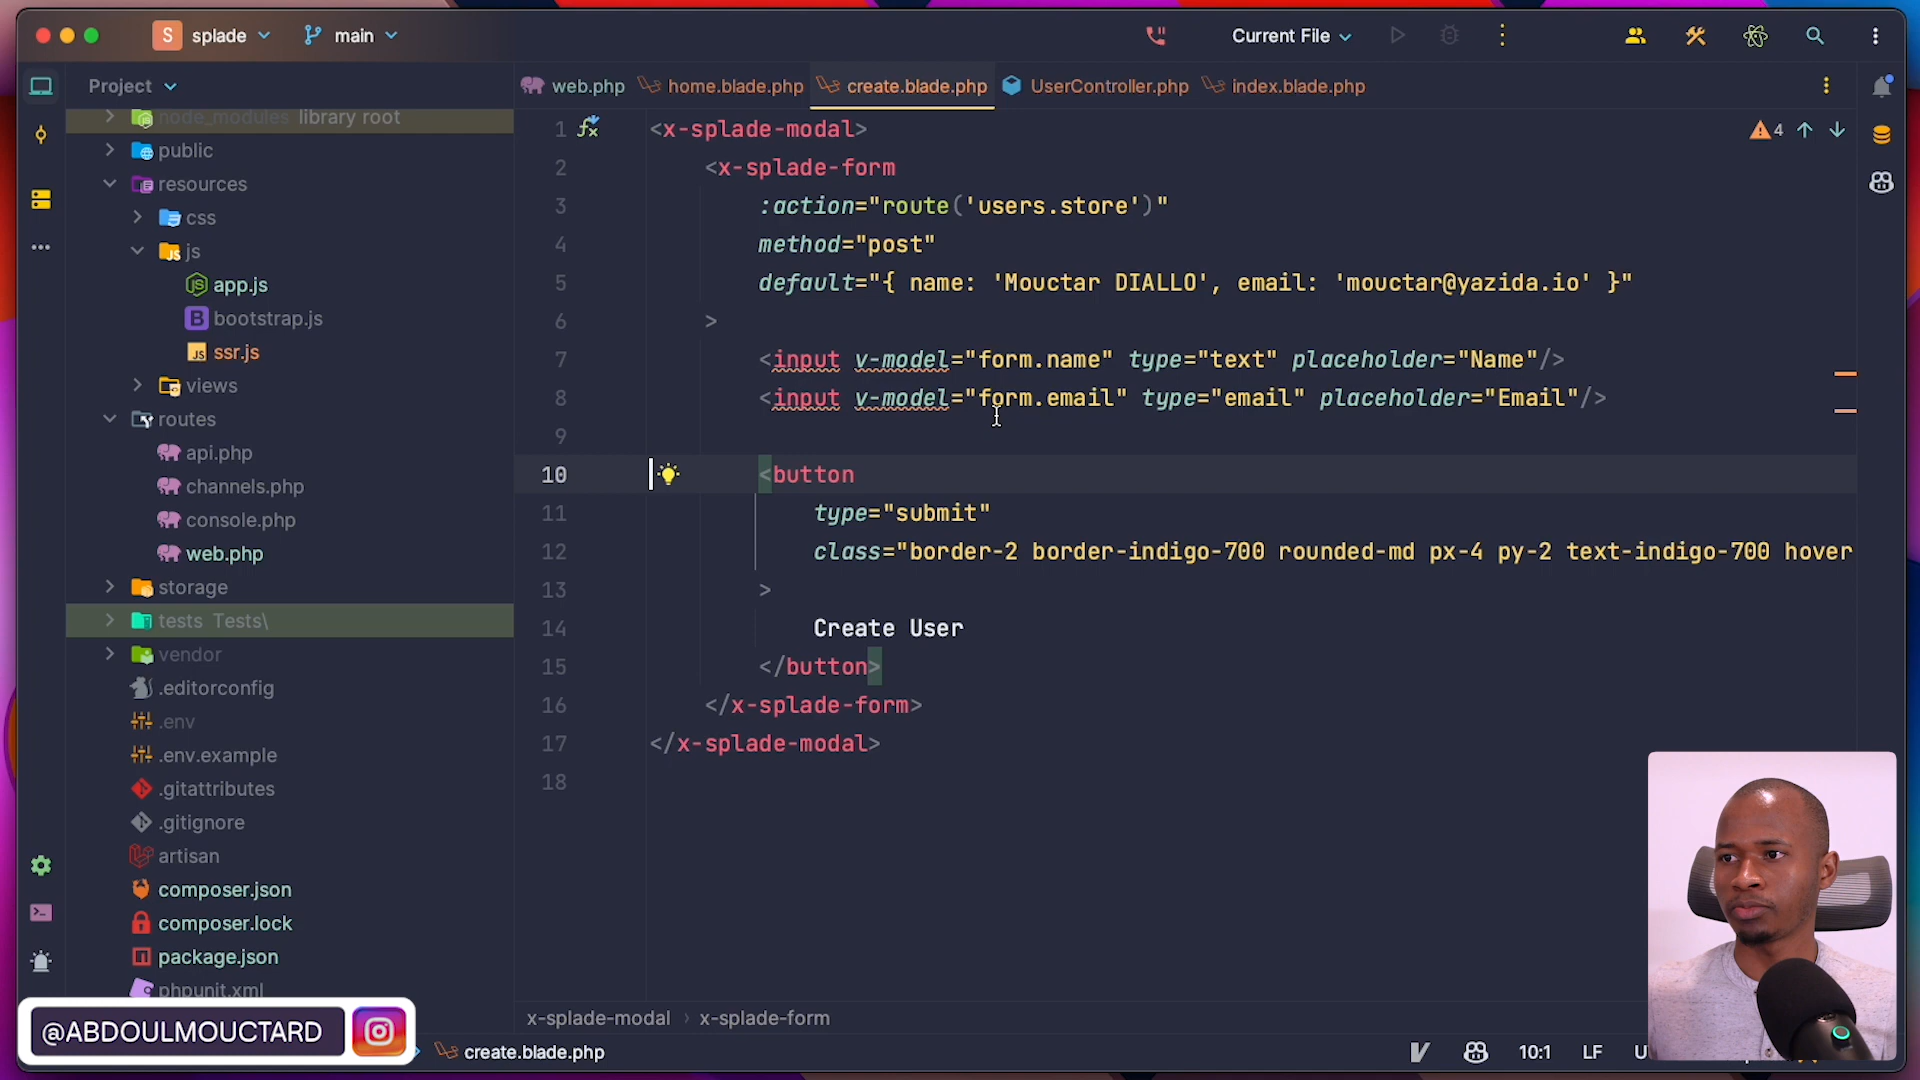 S splade main Current File
Project
web.php home.blade.php create.blade.php UserController.php index.blade.php
node_modules library root
public
resources
css
js
app.js
bootstrap.js
ssr.js
views
routes
api.php
channels.php
console.php
web.php
storage
tests Tests\
vendor
.editorconfig
.env
.env.example
.gitattributes
.gitignore
artisan
composer.json
composer.lock
package.json
phpunit.xml
4
1 <x-splade-modal>
2 <x-splade-form
3 :action="route('users.store')"
4 method="post"
5 default="{ name: 'Mouctar DIALLO', email: 'mouctar@yazida.io' }"
6 >
7 <input v-model="form.name" type="text" placeholder="Name"/>
8 <input v-model="form.email" type="email" placeholder="Email"/>
9
10 <button
11 type="submit"
12 class="border-2 border-indigo-700 rounded-md px-4 py-2 text-indigo-700 hover
13 >
14 Create User
15 </button>
16 </x-splade-form>
17 </x-splade-modal>
18
x-splade-modal › x-splade-form
@ABDOULMOUCTARD
create.blade.php 10:1 LF